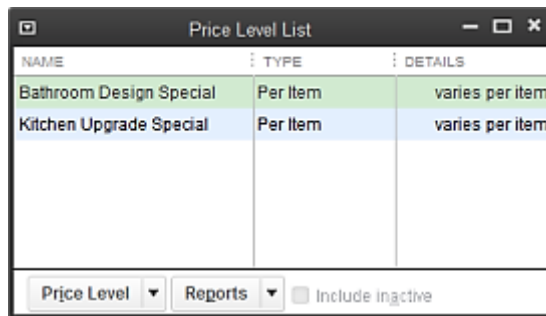 Price Level List
NAME TYPE DETAILS
Bathroom Design Special Per Item varies per item
Kitchen Upgrade Special Per Item varies per item
Price Level Reports Include inactive